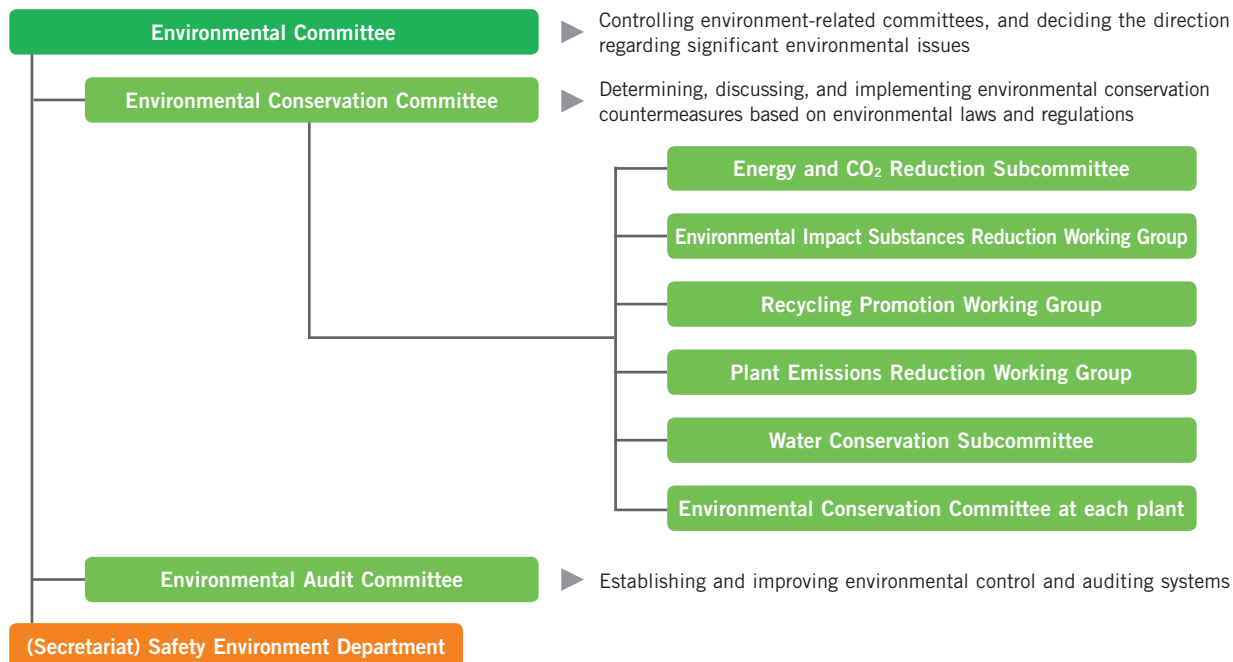 Environmental Committee
Controlling environment-related committees, and deciding the direction
regarding significant environmental issues
Environmental Conservation Committee
Determining, discussing, and implementing environmental conservation
countermeasures based on environmental laws and regulations
Energy and CO₂ Reduction Subcommittee
Environmental Impact Substances Reduction Working Group
Recycling Promotion Working Group
Plant Emissions Reduction Working Group
Water Conservation Subcommittee
Environmental Conservation Committee at each plant
Environmental Audit Committee
Establishing and improving environmental control and auditing systems
(Secretariat) Safety Environment Department